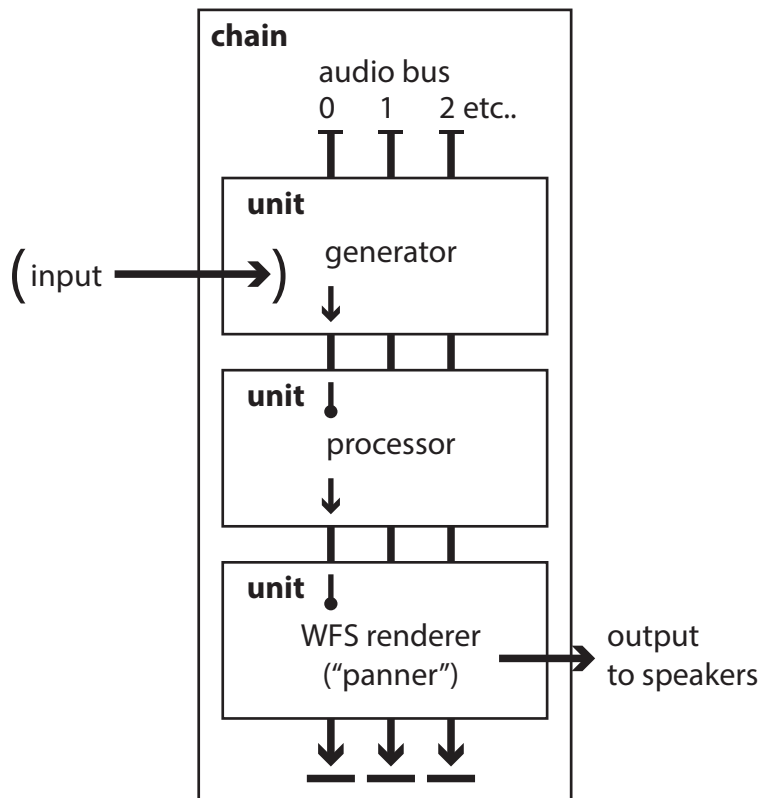 chain
audio bus
0 1 2 etc..
unit
generator
(input )
unit
processor
unit
WFS renderer
(“panner”)
output
to speakers